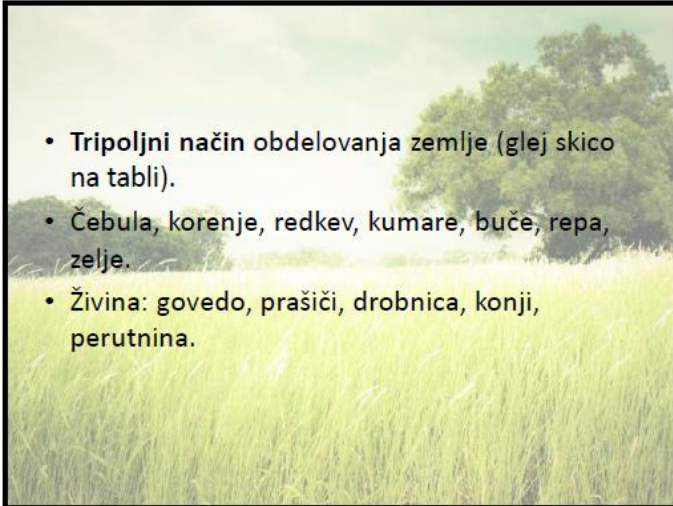 • Tripoljni način obdelovanja zemlje (glej skico
na tabli).
• Čebula, korenje, redkev, kumare, buče, repa,
zelje.
• Živina: govedo, prašiči, drobnica, konji,
perutnina.